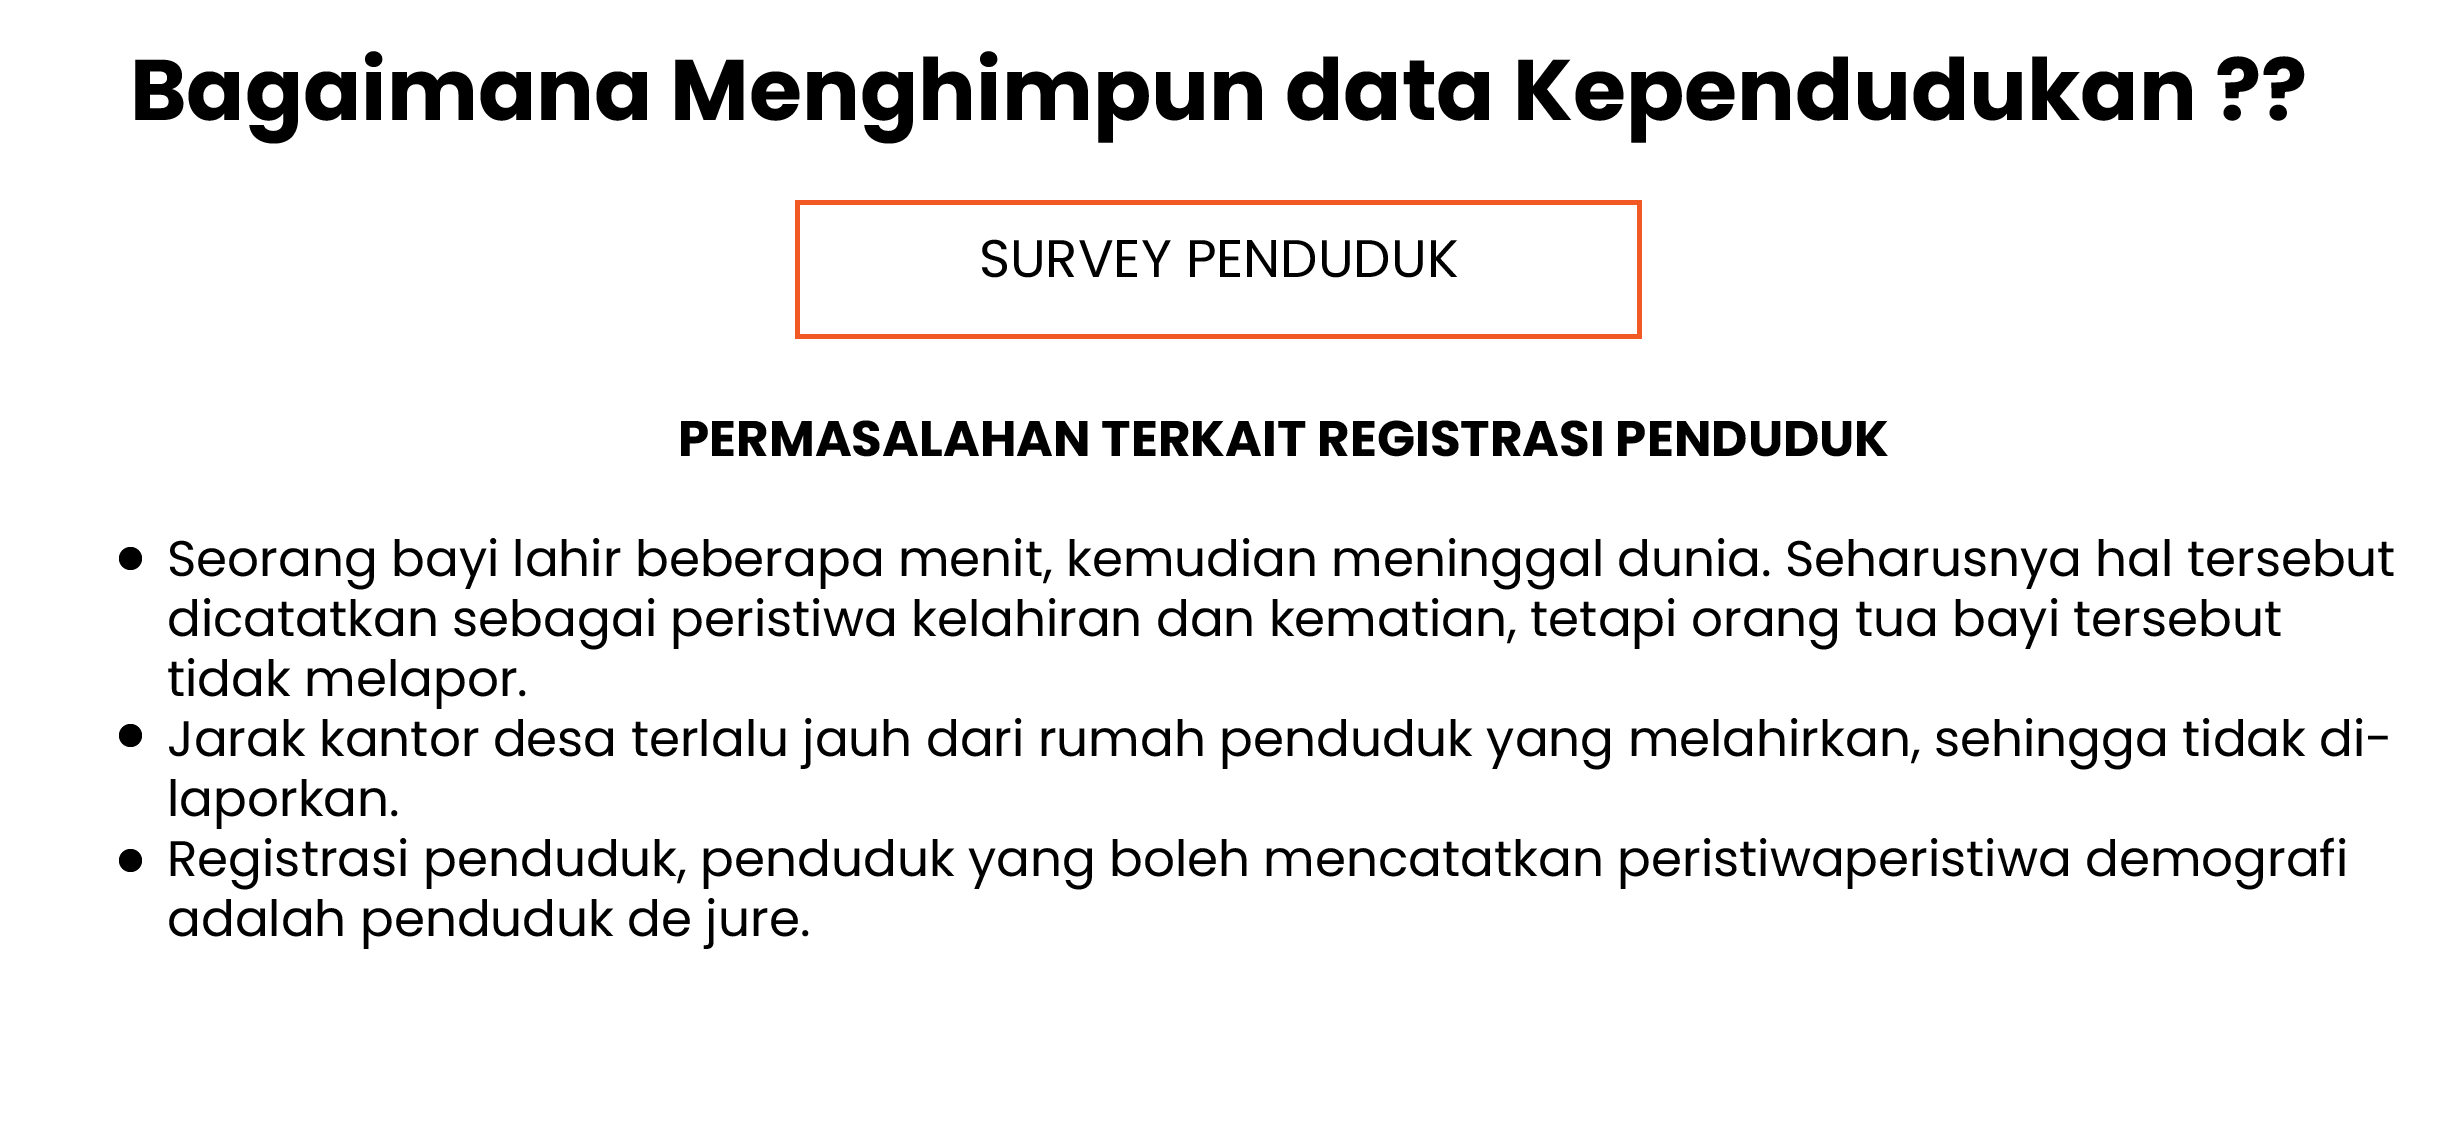 Bagaimana Menghimpun data Kependudukan ??
SURVEY PENDUDUK
PERMASALAHAN TERKAIT REGISTRASI PENDUDUK
● Seorang bayi lahir beberapa menit, kemudian meninggal dunia. Seharusnya hal tersebut
dicatatkan sebagai peristiwa kelahiran dan kematian, tetapi orang tua bayi tersebut
tidak melapor.
● Jarak kantor desa terlalu jauh dari rumah penduduk yang melahirkan, sehingga tidak di-
laporkan.
● Registrasi penduduk, penduduk yang boleh mencatatkan peristiwaperistiwa demografi
adalah penduduk de jure.